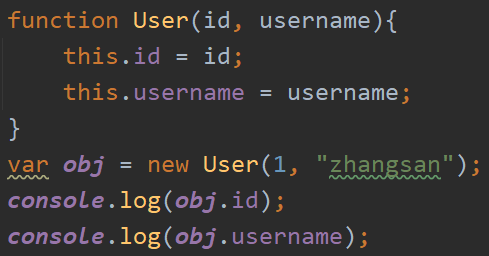 function User(id, username){
    this.id = id;
    this.username = username;
}
var obj = new User(1, "zhangsan");
console.log(obj.id);
console.log(obj.username);